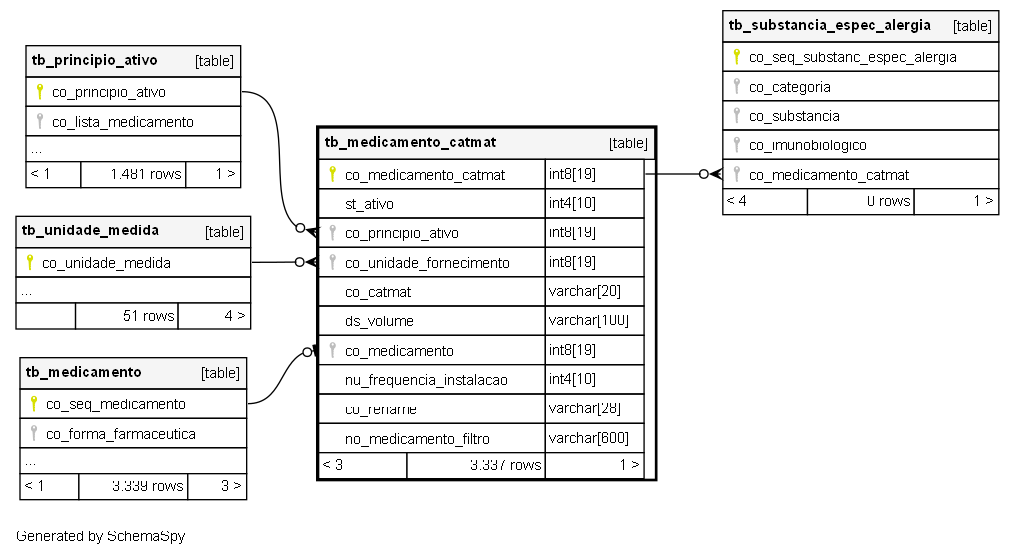 tb_principio_ativo [table]
co_principio_ativo
co_lista_medicamento
...
< 1 1.481 rows 1 >
tb_unidade_medida [table]
co_unidade_medida
...
51 rows 4 >
tb_medicamento [table]
co_seq_medicamento
co_forma_farmaceutica
...
< 1 3.339 rows 3 >
tb_medicamento_catmat [table]
co_medicamento_catmat int8[19]
st_ativo int4[10]
co_principio_ativo int8[19]
co_unidade_fornecimento int8[19]
co_catmat varchar[20]
ds_volume varchar[100]
co_medicamento int8[19]
nu_frequencia_instalacao int4[10]
co_rename varchar[28]
no_medicamento_filtro varchar[600]
< 3 3.337 rows 1 >
tb_substancia_espec_alergia [table]
co_seq_substanc_espec_alergia
co_categoria
co_substancia
co_imunobiologico
co_medicamento_catmat
< 4 0 rows 1 >
Generated by SchemaSpy